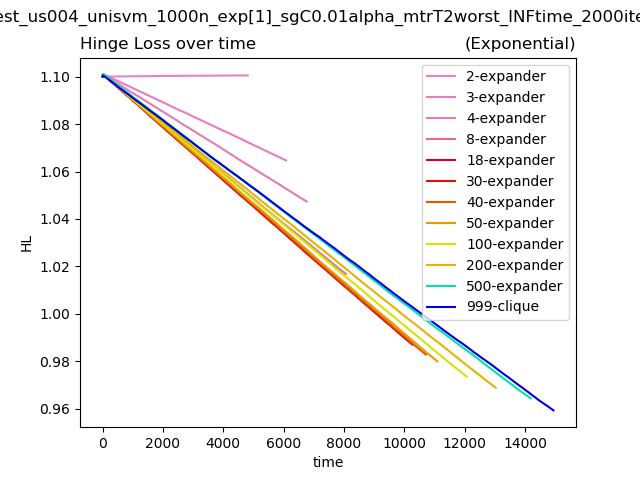 est_us004_unisvm_1000n_exp[1]_sgC0.01alpha_mtrT2worst_INFtime_2000ite
Hinge Loss over time (Exponential)
1.10
1.08
1.06
1.04
1.02
1.00
0.98
0.96
HL
2-expander
3-expander
4-expander
8-expander
18-expander
30-expander
40-expander
50-expander
100-expander
200-expander
500-expander
999-clique
0 2000 4000 6000 8000 10000 12000 14000
time